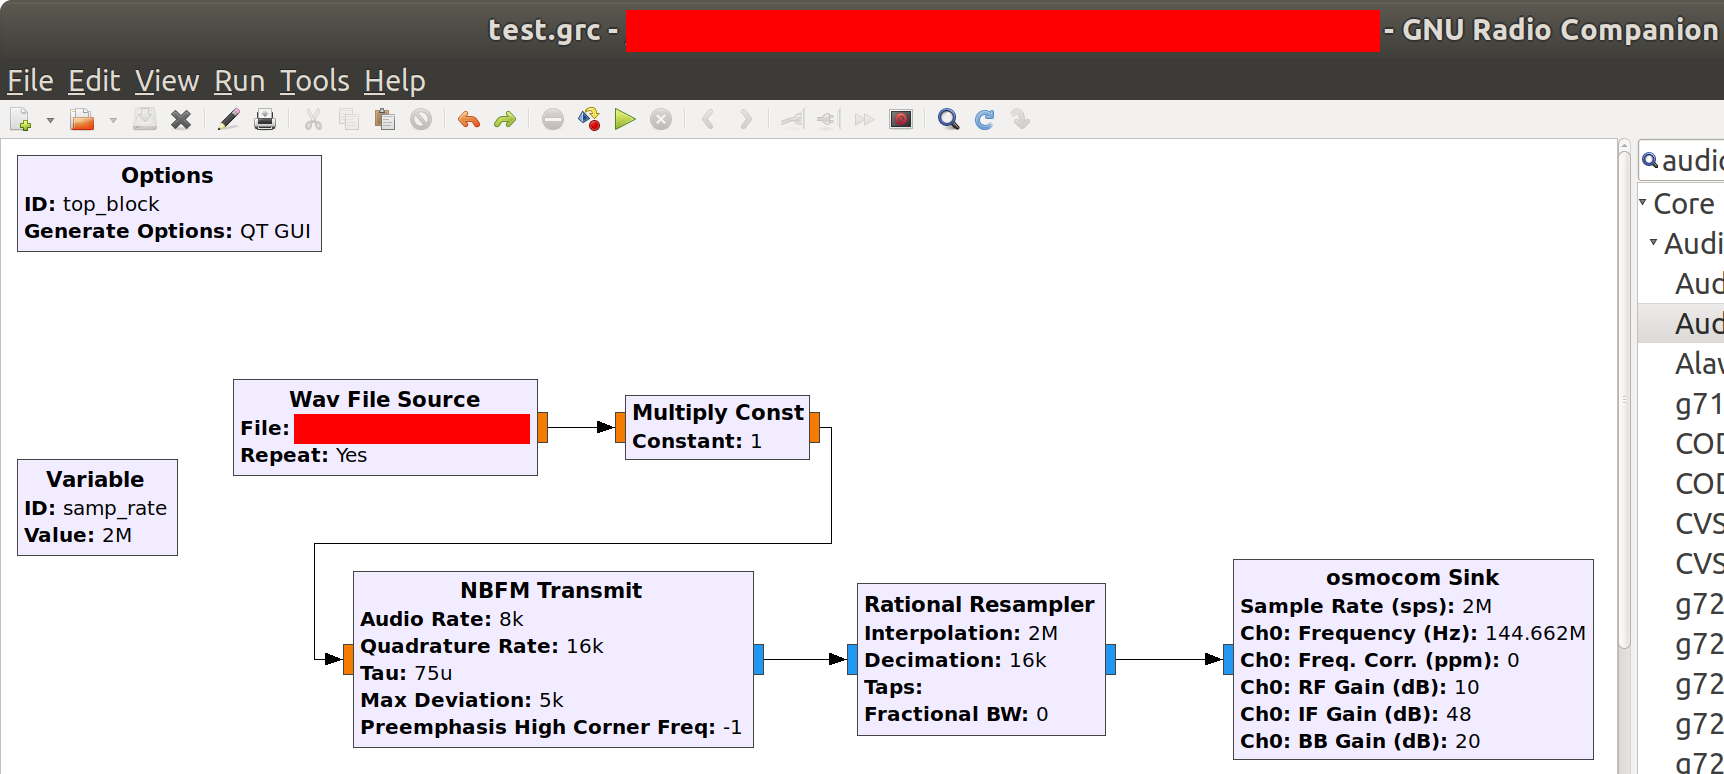 test.grc - - GNU Radio Companion
File Edit View Run Tools Help
Options
ID: top_block
Generate Options: QT GUI
Wav File Source
File:
Repeat: Yes
Multiply Const
Constant: 1
Variable
ID: samp_rate
Value: 2M
NBFM Transmit
Audio Rate: 8k
Quadrature Rate: 16k
Tau: 75u
Max Deviation: 5k
Preemphasis High Corner Freq: -1
Rational Resampler
Interpolation: 2M
Decimation: 16k
Taps:
Fractional BW: 0
osmocom Sink
Sample Rate (sps): 2M
Ch0: Frequency (Hz): 144.662M
Ch0: Freq. Corr. (ppm): 0
Ch0: RF Gain (dB): 10
Ch0: IF Gain (dB): 48
Ch0: BB Gain (dB): 20
audio
Core
Audi
Aud
Aud
Alaw
g71
COD
COD
CVS
CVS
g72
g72
g72
g72
g72